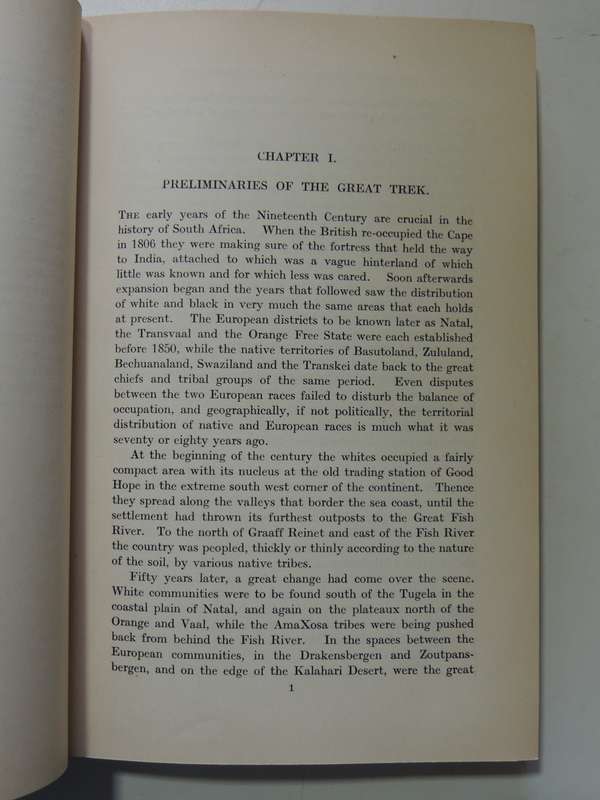 CHAPTER I.
PRELIMINARIES OF THE GREAT TREK.
THE early years of the Nineteenth Century are crucial in the
history of South Africa. When the British re-occupied the Cape
in 1806 they were making sure of the fortress that held the way
to India, attached to which was a vague hinterland of which
little was known and for which less was cared. Soon afterwards
expansion began and the years that followed saw the distribution
of white and black in very much the same areas that each holds
at present. The European districts to be known later as Natal,
the Transvaal and the Orange Free State were each established
before 1850, while the native territories of Basutoland, Zululand,
Bechuanaland, Swaziland and the Transkei date back to the great
chiefs and tribal groups of the same period. Even disputes
between the two European races failed to disturb the balance of
occupation, and geographically, if not politically, the territorial
distribution of native and European races is much what it was
seventy or eighty years ago.
At the beginning of the century the whites occupied a fairly
compact area with its nucleus at the old trading station of Good
Hope in the extreme south west corner of the continent. Thence
they spread along the valleys that border the sea coast, until the
settlement had thrown its furthest outposts to the Great Fish
River. To the north of Graaff Reinet and east of the Fish River
the country was peopled, thickly or thinly according to the nature
of the soil, by various native tribes.
Fifty years later, a great change had come over the scene.
White communities were to be found south of the Tugela in the
coastal plain of Natal, and again on the plateaux north of the
Orange and Vaal, while the AmaXosa tribes were being pushed
back from behind the Fish River. In the spaces between the
European communities, in the Drakensbergen and Zoutpans-
bergen, and on the edge of the Kalahari Desert, were the great
1